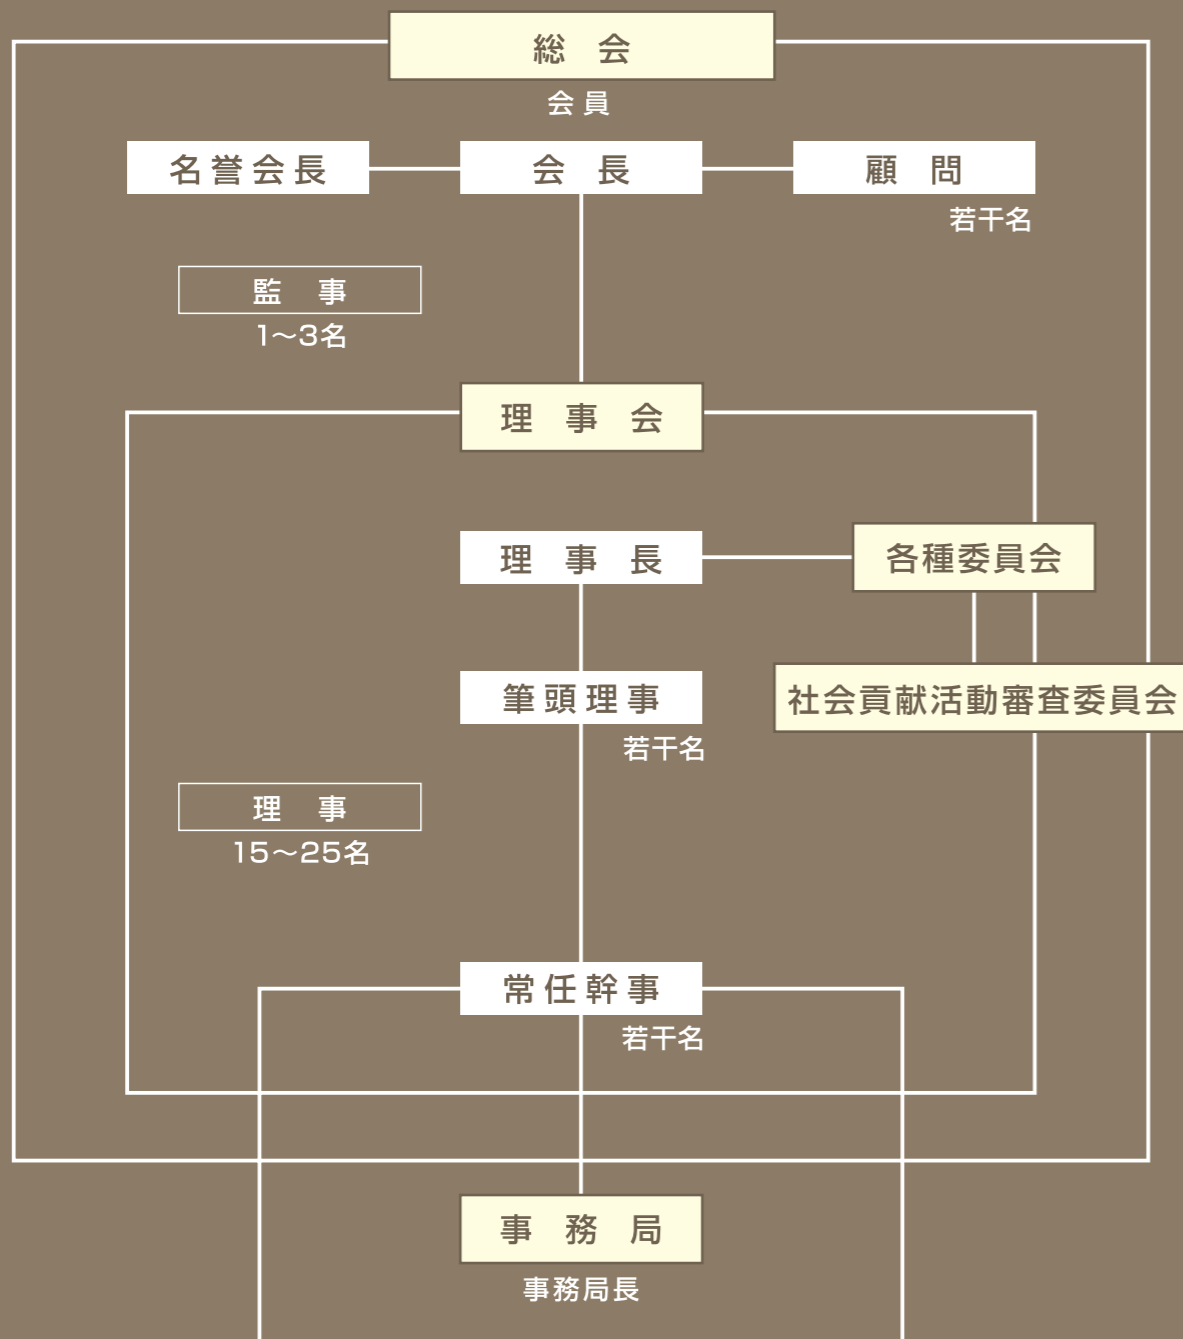 総 会
会員
名誉会長
会 長
顧 問
若干名
監 事
1〜3名
理 事 会
理 事 長
各種委員会
筆頭理事
若干名
社会貢献活動審査委員会
理 事
15〜25名
常任幹事
若干名
事 務 局
事務局長